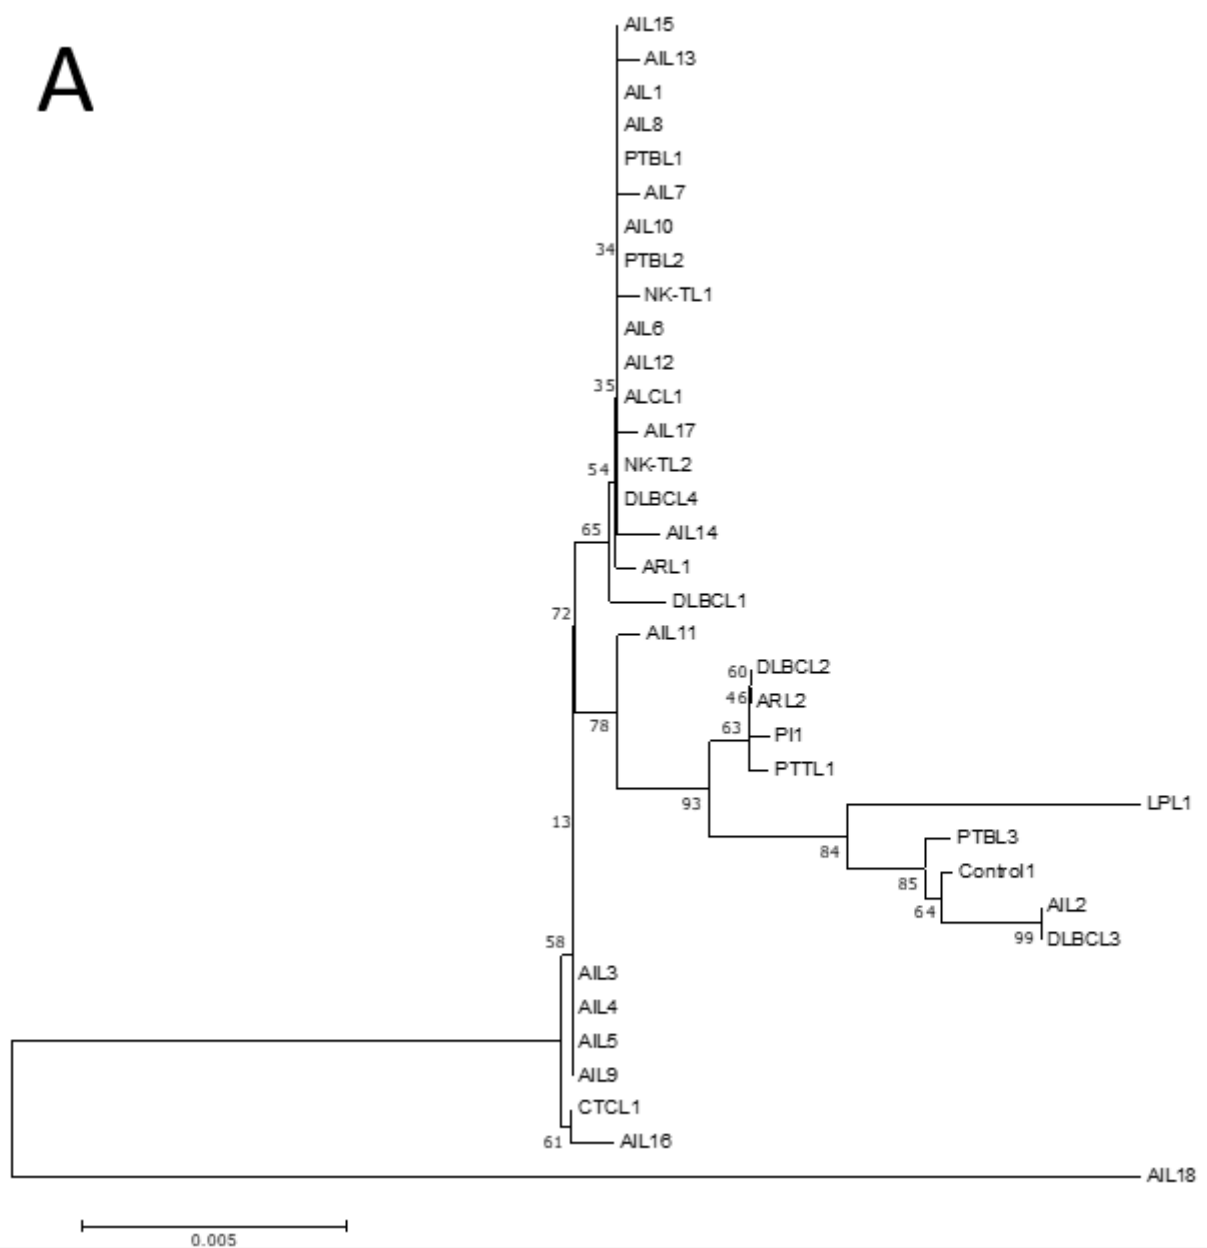 A
AIL15
AIL13
AIL1
AIL8
PTBL1
AIL7
AIL10
34
PTBL2
NK-TL1
AIL6
AIL12
35
ALCL1
AIL17
54
NK-TL2
DLBCL4
65
AIL14
ARL1
DLBCL1
72
AIL11
60
DLBCL2
46
ARL2
78
63
PI1
PTTL1
93
LPL1
13
PTBL3
84
Control1
85
64
AIL2
99
DLBCL3
58
AIL3
AIL4
AIL5
AIL9
CTCL1
61
AIL16
AIL18
0.005